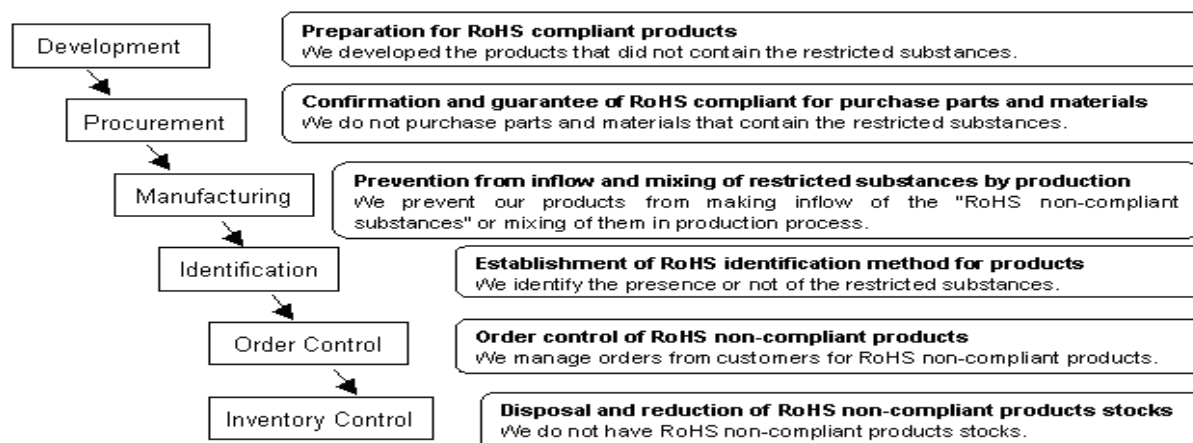 Development
Preparation for RoHS compliant products
We developed the products that did not contain the restricted substances.
Procurement
Confirmation and guarantee of RoHS compliant for purchase parts and materials
We do not purchase parts and materials that contain the restricted substances.
Manufacturing
Prevention from inflow and mixing of restricted substances by production
We prevent our products from making inflow of the "RoHS non-compliant
substances" or mixing of them in production process.
Identification
Establishment of RoHS identification method for products
We identify the presence or not of the restricted substances.
Order Control
Order control of RoHS non-compliant products
We manage orders from customers for RoHS non-compliant products.
Inventory Control
Disposal and reduction of RoHS non-compliant products stocks
We do not have RoHS non-compliant products stocks.